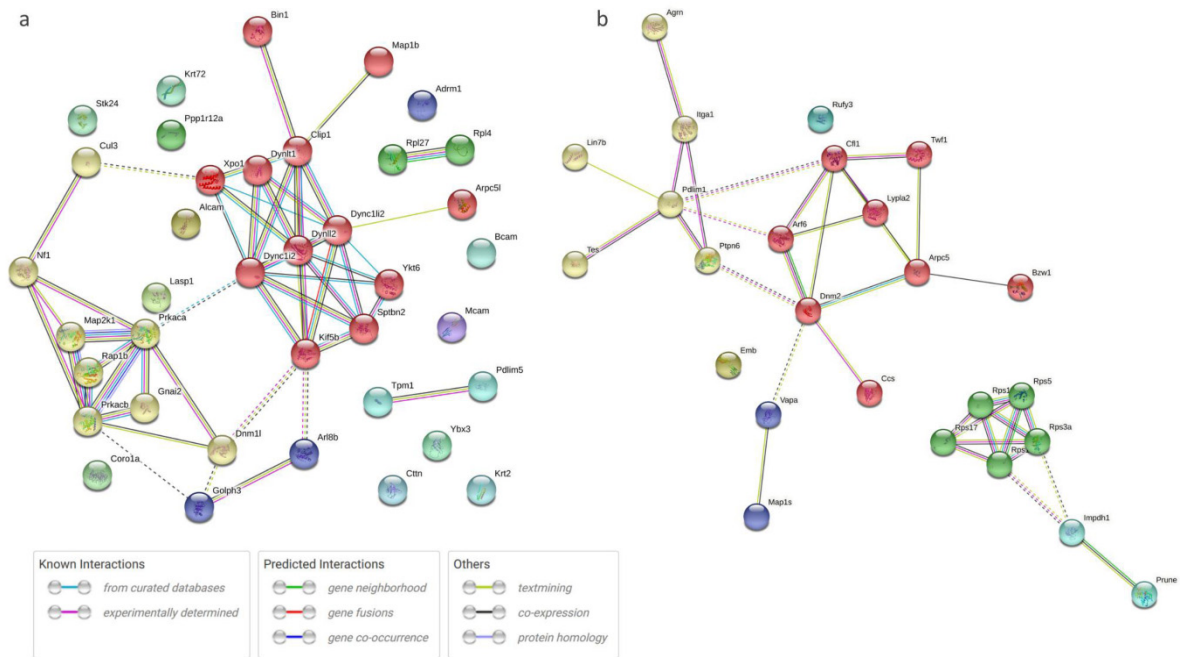 a
Bin1
Map1b
Krt72
Adrm1
Stk24
Ppp1r12a
Clip1
Rpl27
Rpl4
Cul3
Xpo1
Dynlt1
Arpc5l
Alcam
Dync1li2
Dynll2
Bcam
Nf1
Dync1i2
Ykt6
Lasp1
Map2k1
Prkaca
Sptbn2
Mcam
Rap1b
Kif5b
Gnai2
Prkacb
Tpm1
Pdlim5
Dnm1l
Arl8b
Ybx3
Coro1a
Golph3
Cttn
Krt2
b
Agrn
Itga1
Rufy3
Lin7b
Cfl1
Twf1
Pdlim1
Lypla2
Arf6
Tes
Ptpn6
Arpc5
Bzw1
Dnm2
Emb
Ccs
Vapa
Rps5
Rps17
Rps3a
Map1s
Impdh1
Prune
Known Interactions
from curated databases
experimentally determined
Predicted Interactions
gene neighborhood
gene fusions
gene co-occurrence
Others
textmining
co-expression
protein homology